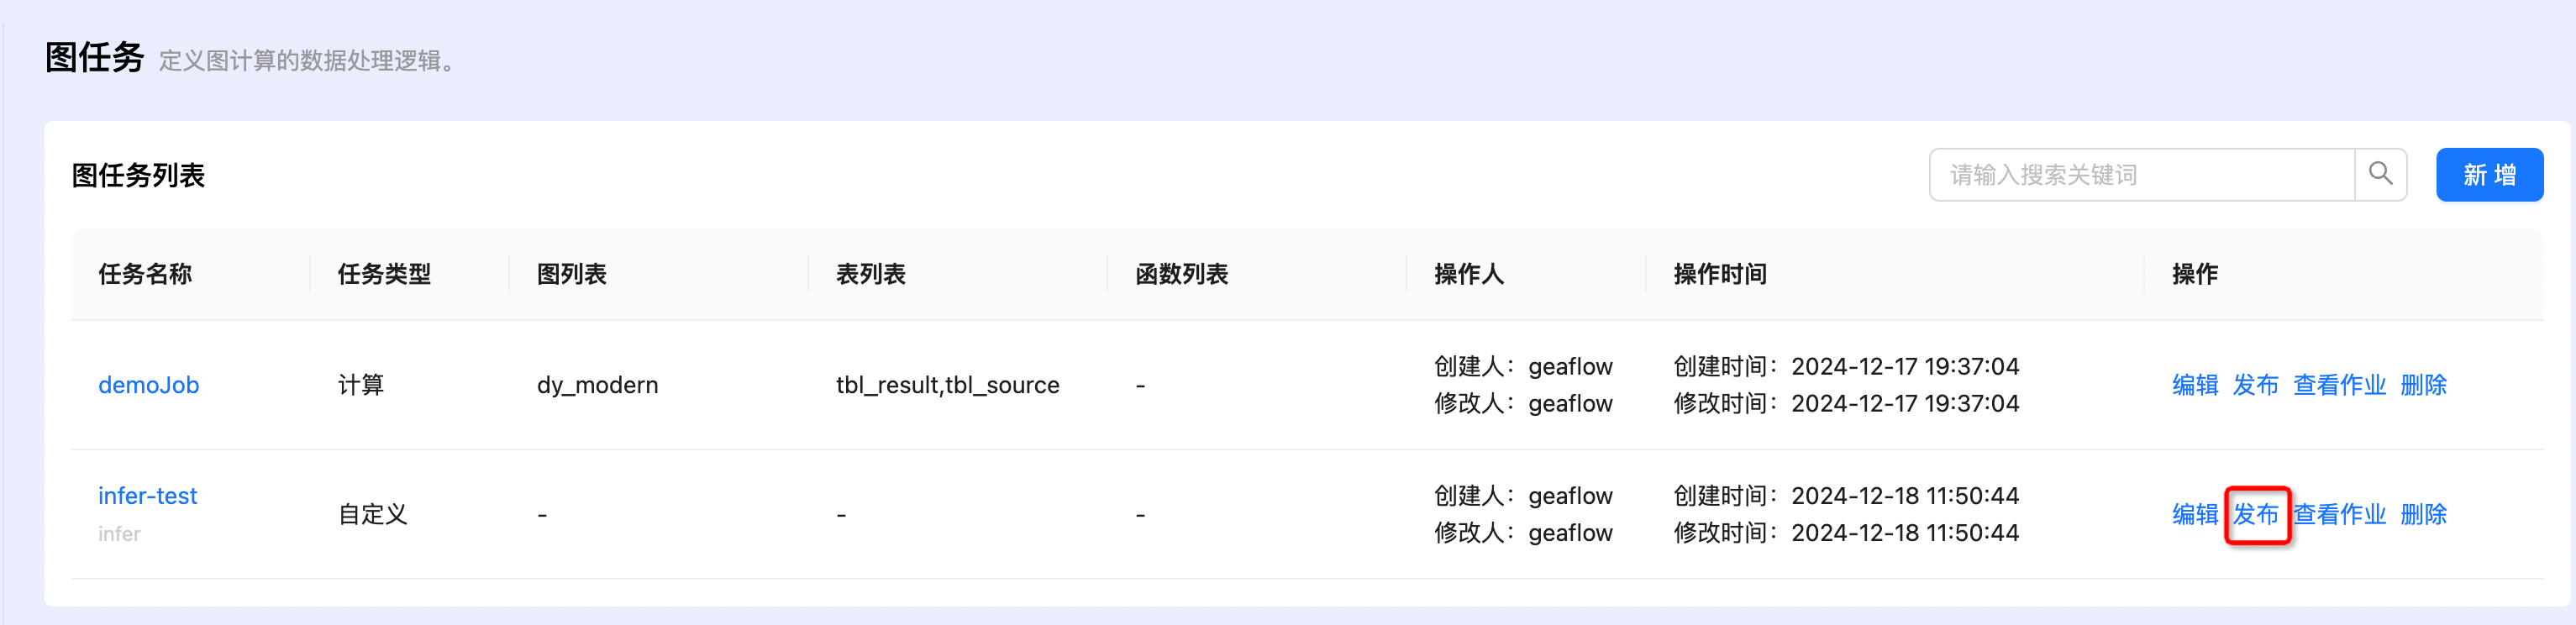 图任务 定义图计算的数据处理逻辑。
图任务列表 请输入搜索关键词 新 增
任务名称 任务类型 图列表 表列表 函数列表 操作人 操作时间 操作
demoJob 计算 dy_modern tbl_result,tbl_source - 创建人：geaflow 创建时间：2024-12-17 19:37:04 编辑 发布 查看作业 删除
修改人：geaflow 修改时间：2024-12-17 19:37:04
infer-test 自定义 - - - 创建人：geaflow 创建时间：2024-12-18 11:50:44 编辑 发布 查看作业 删除
infer 修改人：geaflow 修改时间：2024-12-18 11:50:44